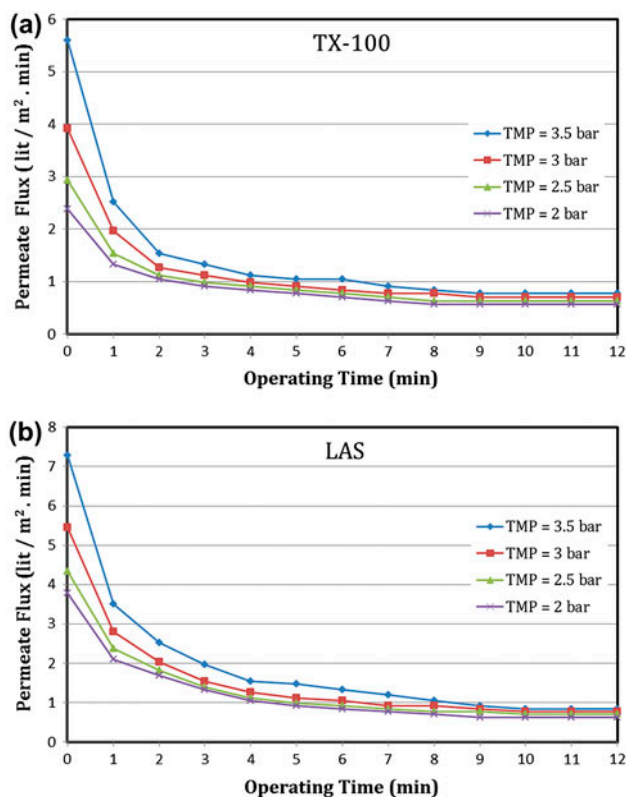 (a)
TX-100
6
5
4
3
2
1
0
Permeate Flux ( lit / m². min)
TMP = 3.5 bar
TMP = 3 bar
TMP = 2.5 bar
TMP = 2 bar
0 1 2 3 4 5 6 7 8 9 10 11 12
Operating Time (min)
(b)
LAS
8
7
6
5
4
3
2
1
0
Permeate Flux (lit / m². min)
TMP = 3.5 bar
TMP = 3 bar
TMP = 2.5 bar
TMP = 2 bar
0 1 2 3 4 5 6 7 8 9 10 11 12
Operating Time (min)